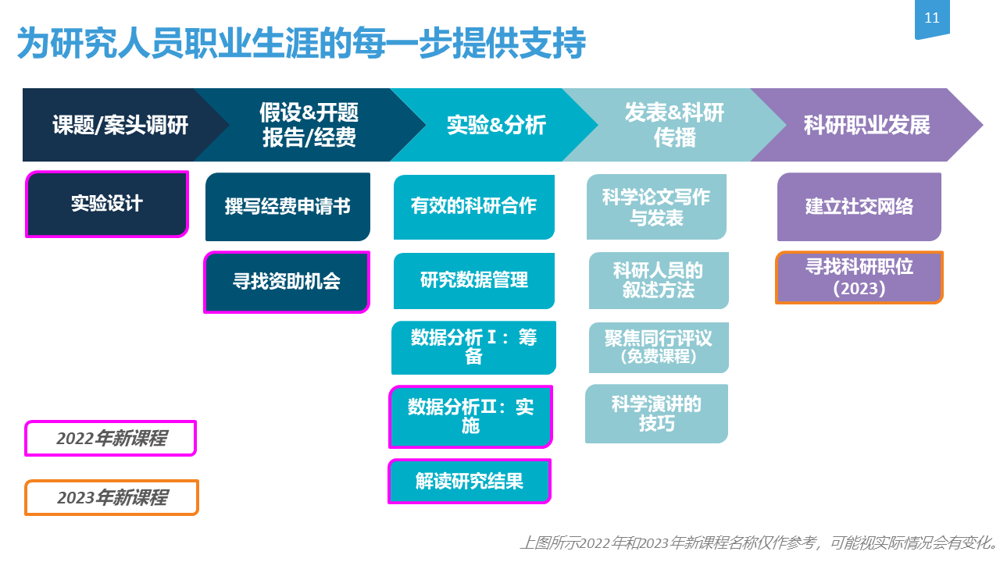 11
为研究人员职业生涯的每一步提供支持
课题/案头调研
假设&开题
报告/经费
实验&分析
发表&科研
传播
科研职业发展
实验设计
撰写经费申请书
寻找资助机会
有效的科研合作
研究数据管理
数据分析Ⅰ：筹
备
数据分析Ⅱ：实
施
解读研究结果
科学论文写作
与发表
科研人员的
叙述方法
聚焦同行评议
（免费课程）
科学演讲的
技巧
建立社交网络
寻找科研职位
（2023）
2022年新课程
2023年新课程
上图所示2022年和2023年新课程名称仅作参考，可能视实际情况会有变化。